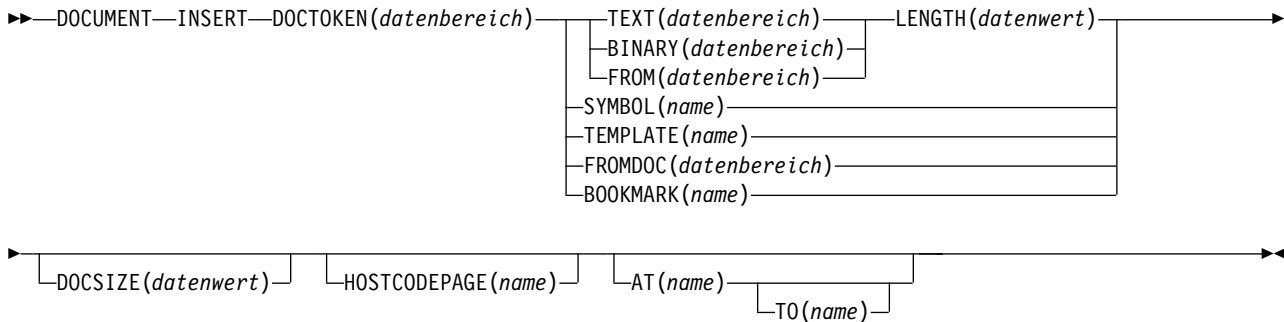 DOCUMENT INSERT DOCTOKEN(datenbereich) TEXT(datenbereich) LENGTH(datenwert)
BINARY(datenbereich)
FROM(datenbereich)
SYMBOL(name)
TEMPLATE(name)
FROMDOC(datenbereich)
BOOKMARK(name)
DOCSIZE(datenwert) HOSTCODEPAGE(name) AT(name)
TO(name)